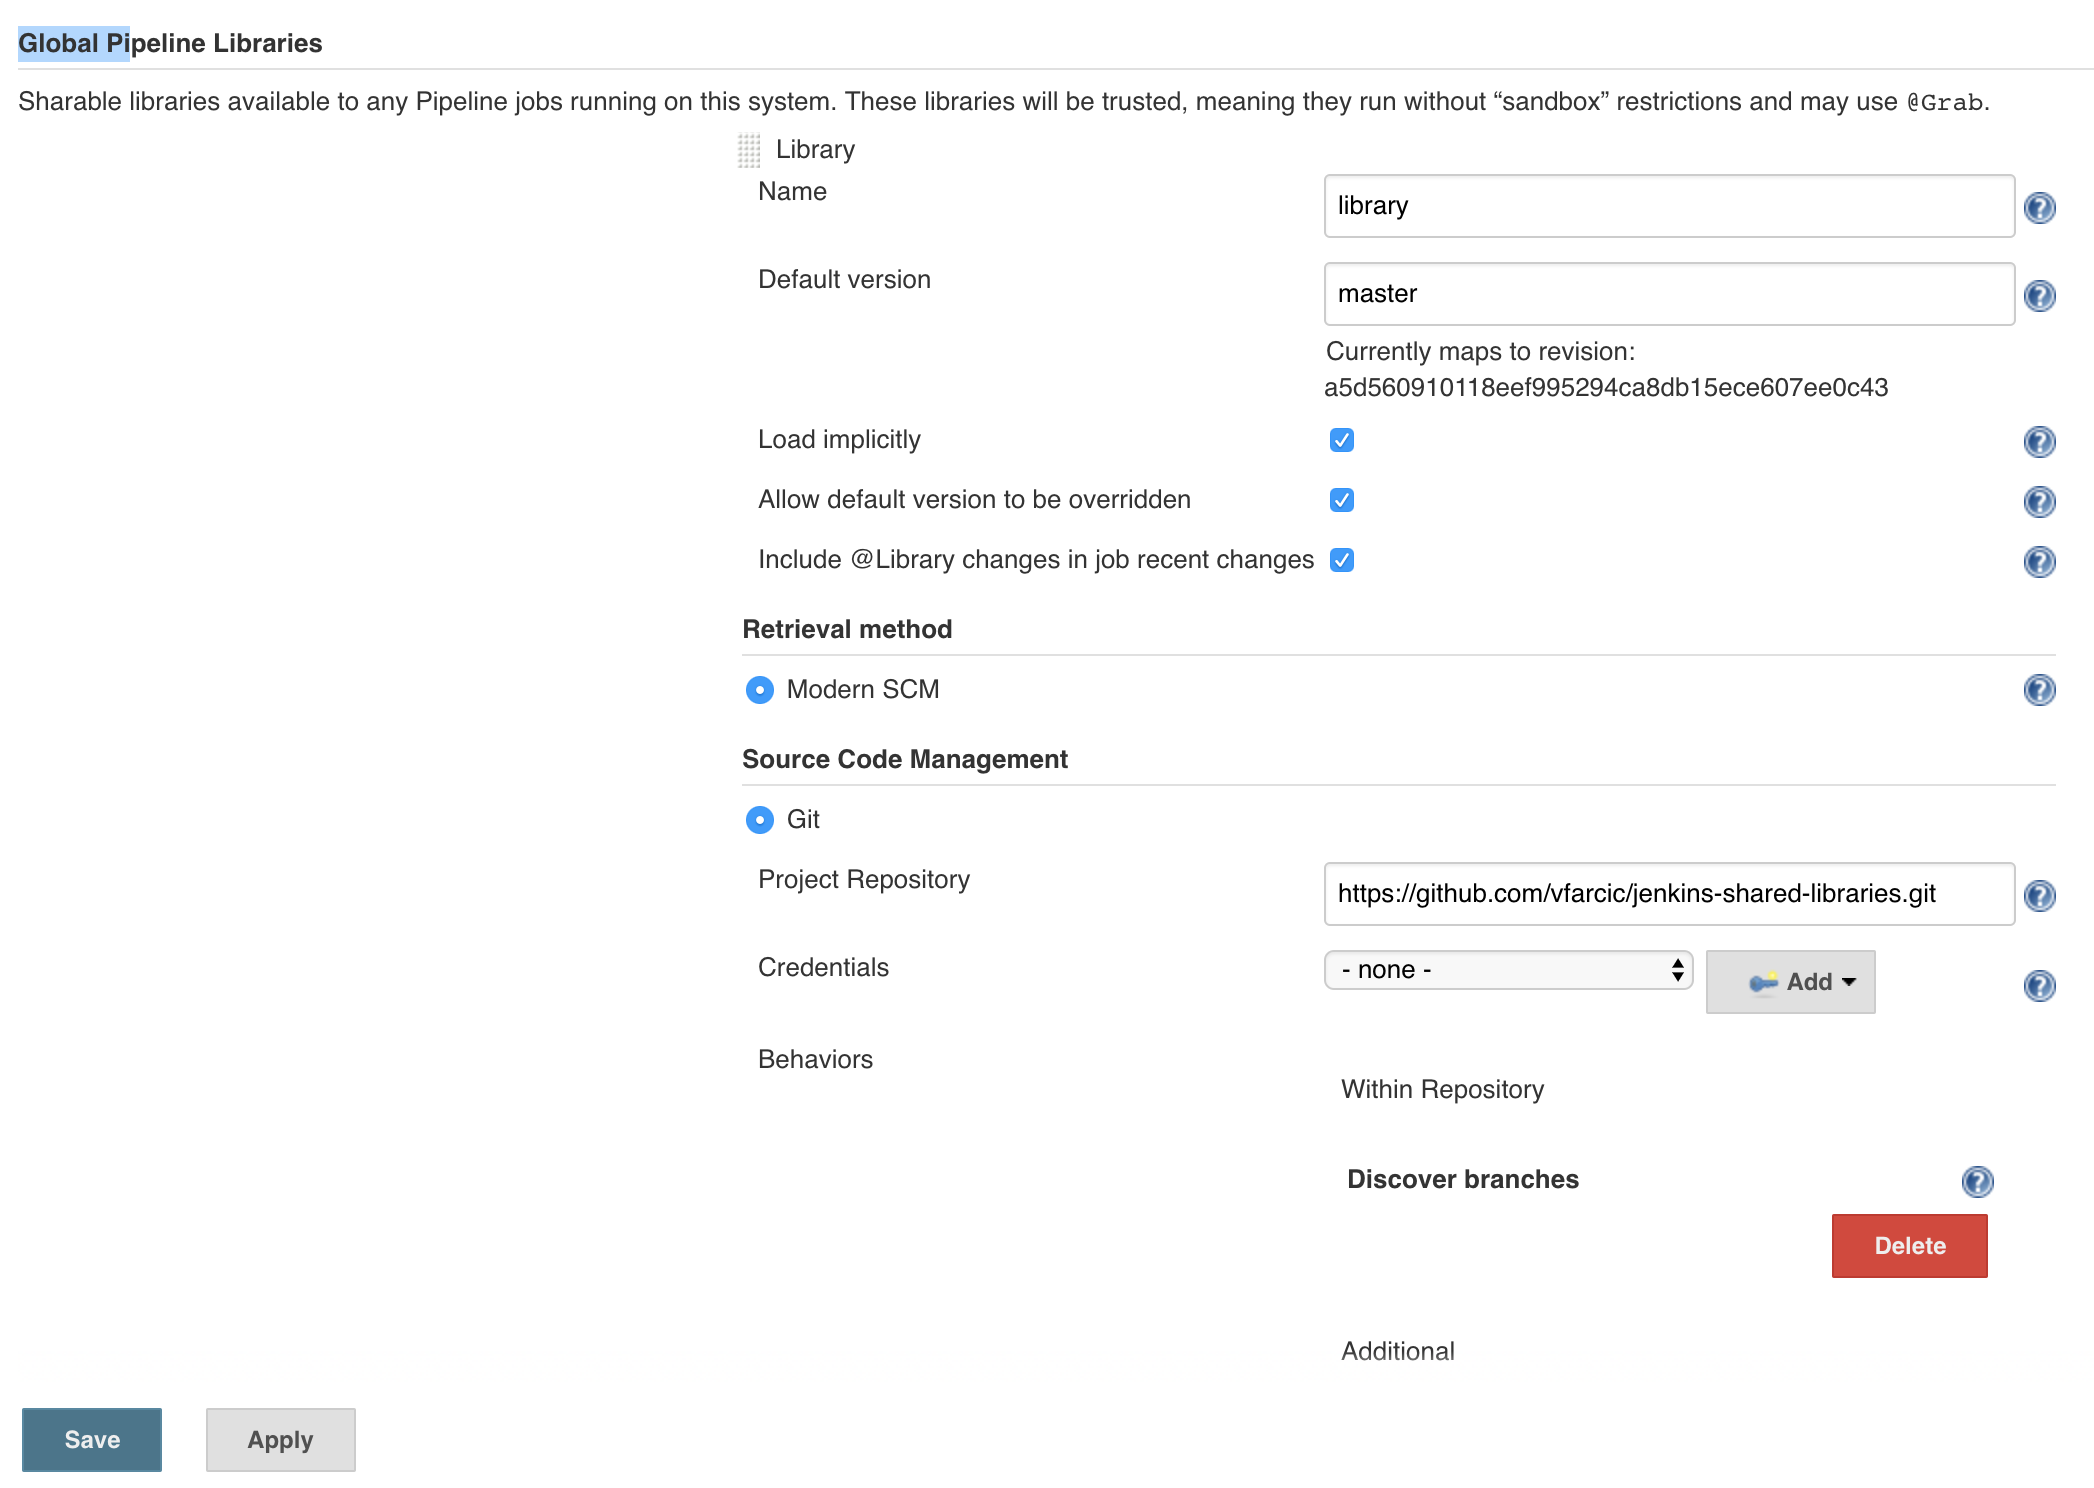 Global Pipeline Libraries
Sharable libraries available to any Pipeline jobs running on this system. These libraries will be trusted, meaning they run without “sandbox” restrictions and may use @Grab.
Library
Name
library
Default version
master
Currently maps to revision:
a5d560910118eef995294ca8db15ece607ee0c43
Load implicitly
Allow default version to be overridden
Include @Library changes in job recent changes
Retrieval method
Modern SCM
Source Code Management
Git
Project Repository
https://github.com/vfarcic/jenkins-shared-libraries.git
Credentials
- none -
Add
Behaviors
Within Repository
Discover branches
Delete
Additional
Save
Apply